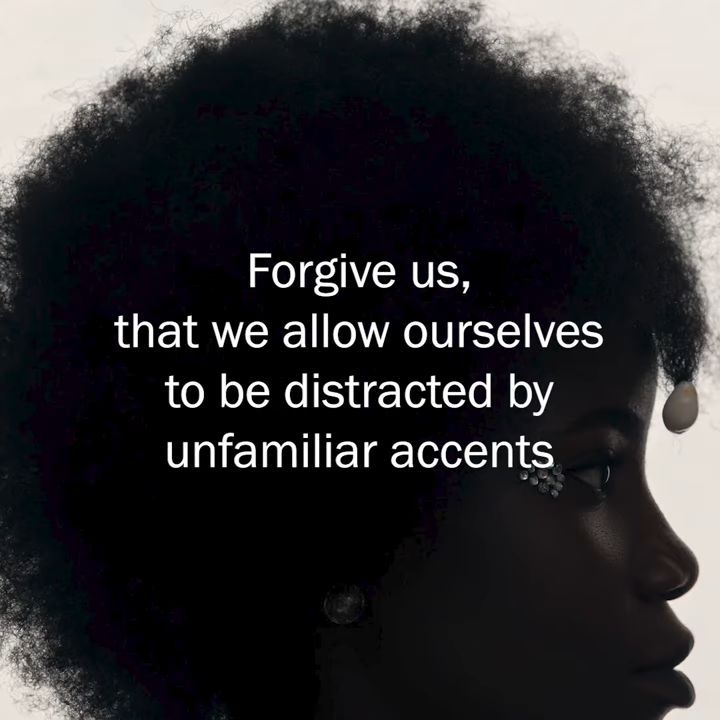 Forgive us,
that we allow ourselves
to be distracted by
unfamiliar accents